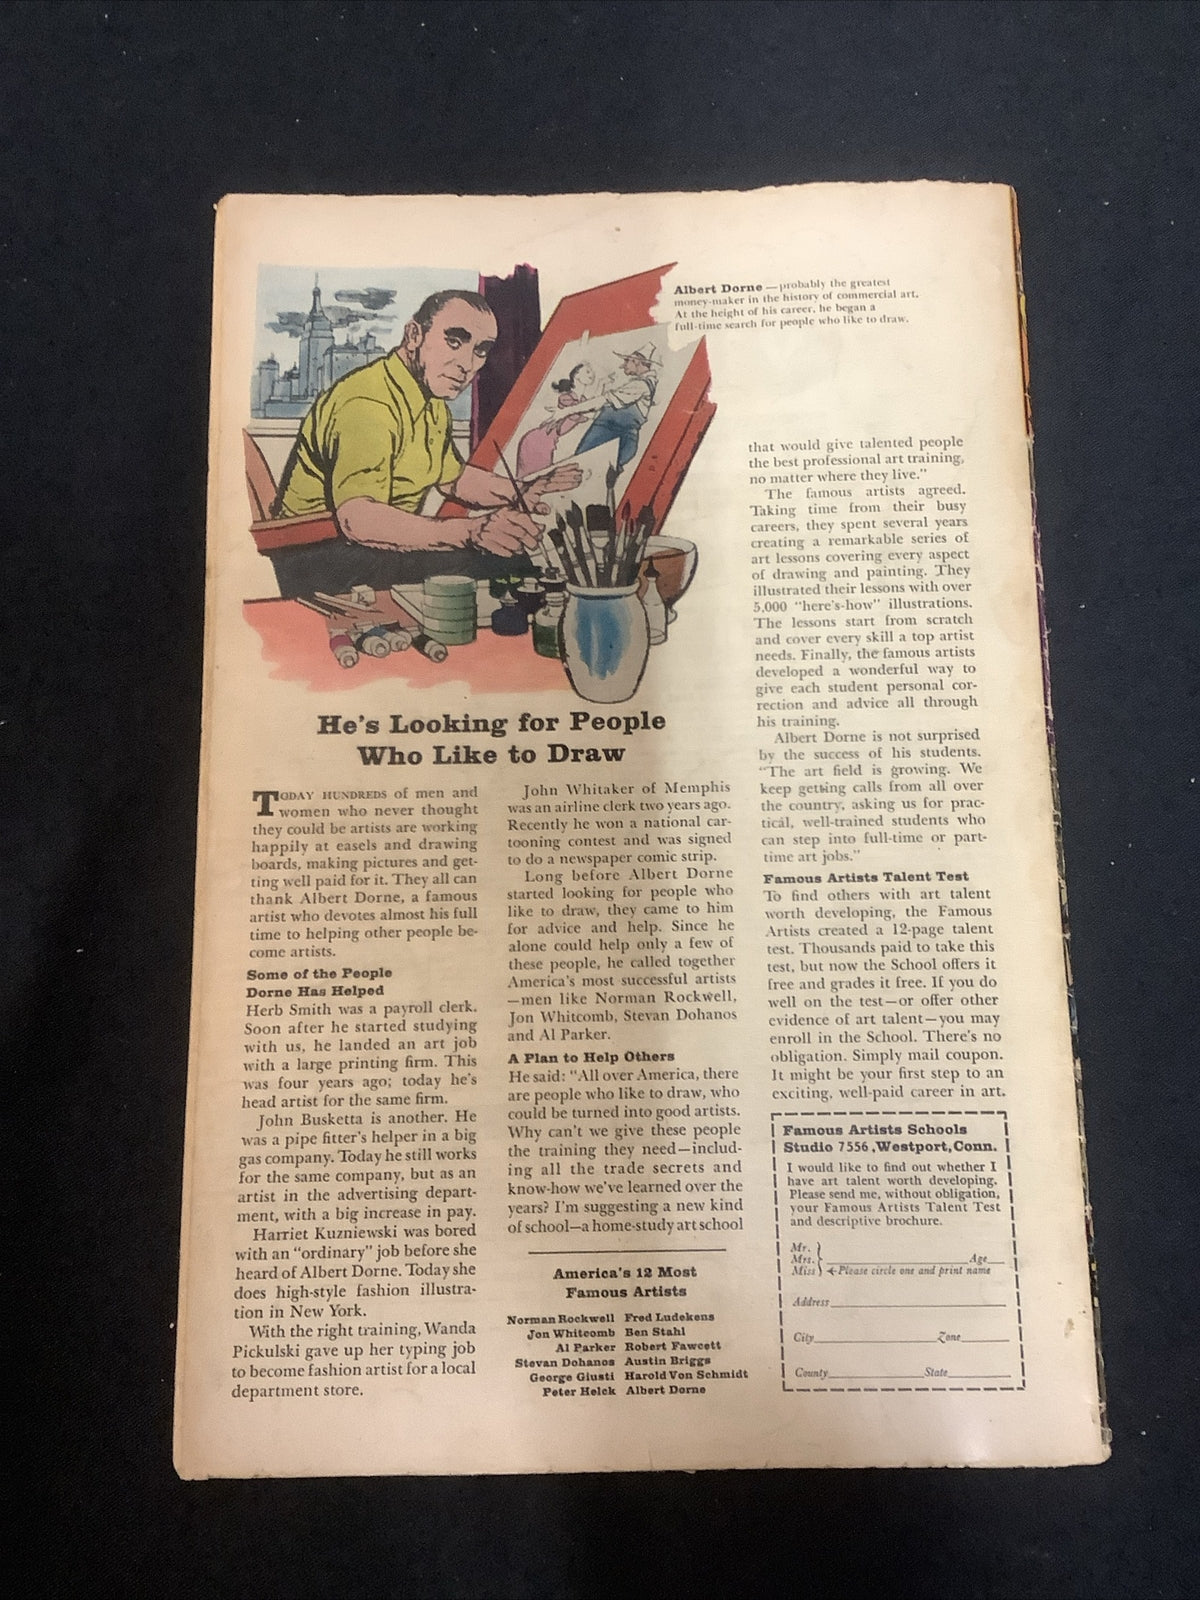 Albert Dorne — probably the greatest
money-maker in the history of commercial art.
At the height of his career, he began a
full-time search for people who like to draw.
He's Looking for People
Who Like to Draw
TODAY HUNDREDS of men and
women who never thought
they could be artists are working
happily at easels and drawing
boards, making pictures and get-
ting well paid for it. They all can
thank Albert Dorne, a famous
artist who devotes almost his full
time to helping other people be-
come artists.
Some of the People
Dorne Has Helped
Herb Smith was a payroll clerk.
Soon after he started studying
with us, he landed an art job
with a large printing firm. This
was four years ago; today he's
head artist for the same firm.
John Busketta is another. He
was a pipe fitter's helper in a big
gas company. Today he still works
for the same company, but as an
artist in the advertising depart-
ment, with a big increase in pay.
Harriet Kuzniewski was bored
with an "ordinary" job before she
heard of Albert Dorne. Today she
does high-style fashion illustra-
tion in New York.
With the right training, Wanda
Pickulski gave up her typing job
to become fashion artist for a local
department store.
John Whitaker of Memphis
was an airline clerk two years ago.
Recently he won a national car-
tooning contest and was signed
to do a newspaper comic strip.
Long before Albert Dorne
started looking for people who
like to draw, they came to him
for advice and help. Since he
alone could help only a few of
these people, he called together
America's most successful artists
—men like Norman Rockwell,
Jon Whitcomb, Stevan Dohanos
and Al Parker.
A Plan to Help Others
He said: "All over America, there
are people who like to draw, who
could be turned into good artists.
Why can't we give these people
the training they need—includ-
ing all the trade secrets and
know-how we've learned over the
years? I'm suggesting a new kind
of school—a home-study art school
America's 12 Most
Famous Artists
Norman Rockwell Fred Ludekens
Jon Whitcomb Ben Stahl
Al Parker Robert Fawcett
Stevan Dohanos Austin Briggs
George Giusti Harold Von Schmidt
Peter Helck Albert Dorne
that would give talented people
the best professional art training,
no matter where they live."
The famous artists agreed.
Taking time from their busy
careers, they spent several years
creating a remarkable series of
art lessons covering every aspect
of drawing and painting. They
illustrated their lessons with over
5,000 "here's-how" illustrations.
The lessons start from scratch
and cover every skill a top artist
needs. Finally, the famous artists
developed a wonderful way to
give each student personal cor-
rection and advice all through
his training.
Albert Dorne is not surprised
by the success of his students.
"The art field is growing. We
keep getting calls from all over
the country, asking us for prac-
tical, well-trained students who
can step into full-time or part-
time art jobs."
Famous Artists Talent Test
To find others with art talent
worth developing, the Famous
Artists created a 12-page talent
test. Thousands paid to take this
test, but now the School offers it
free and grades it free. If you do
well on the test—or offer other
evidence of art talent—you may
enroll in the School. There's no
obligation. Simply mail coupon.
It might be your first step to an
exciting, well-paid career in art.
Famous Artists Schools
Studio 7556, Westport, Conn.
I would like to find out whether I
have art talent worth developing.
Please send me, without obligation,
your Famous Artists Talent Test
and descriptive brochure.
Mr.
Mrs. Age
Miss Please circle one and print name
Address
City Zone
County State